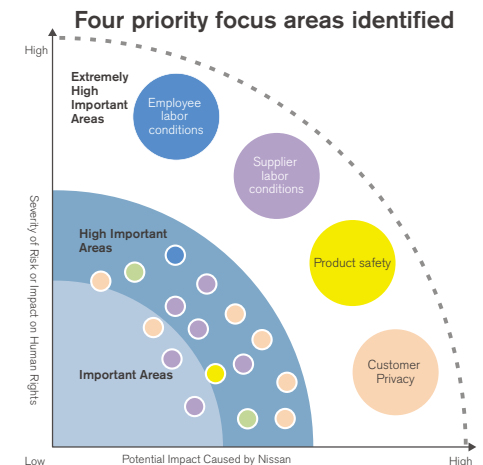 Four priority focus areas identified
High
Extremely
High
Important
Areas
Employee
labor
conditions
Supplier
labor
conditions
Severity of Risk or Impact on Human Rights
High Important
Areas
Product safety
Customer
Privacy
Important Areas
Low
Potential Impact Caused by Nissan
High